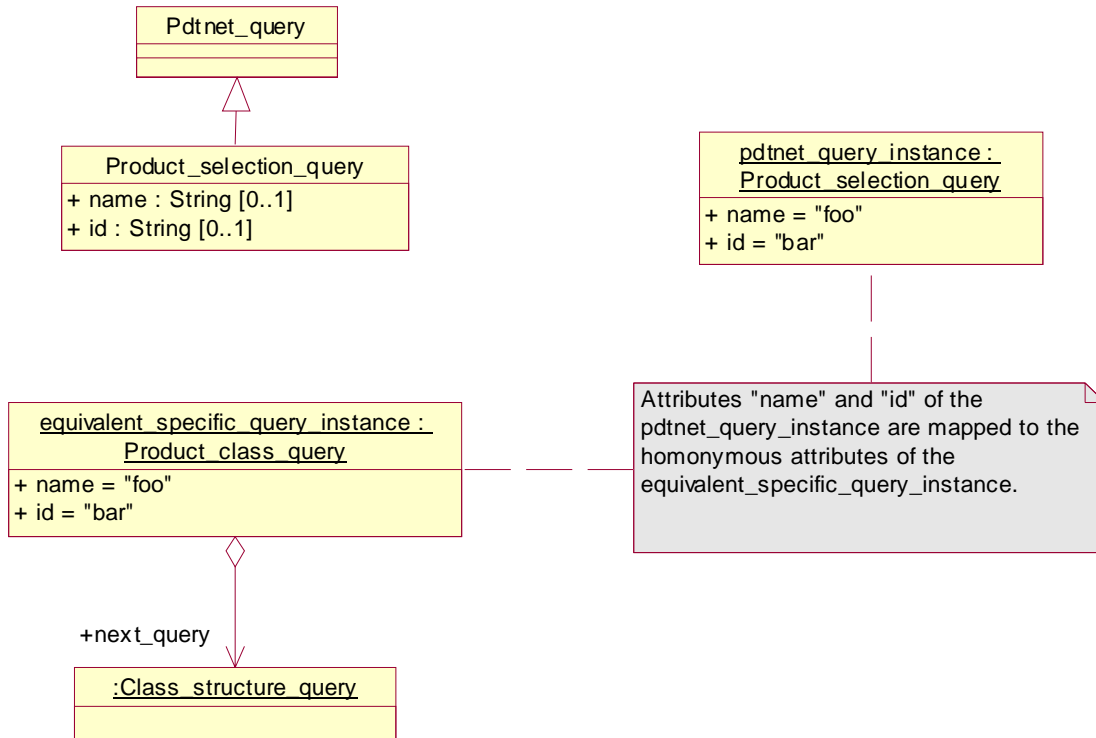 Pdtnet_query
Product_selection_query
+ name : String [0..1]
+ id : String [0..1]
pdtnet_query_instance :
Product_selection_query
+ name = "foo"
+ id = "bar"
equivalent_specific_query_instance :
Product_class_query
+ name = "foo"
+ id = "bar"
Attributes "name" and "id" of the
pdtnet_query_instance are mapped to the
homonymous attributes of the
equivalent_specific_query_instance.
+next_query
:Class_structure_query